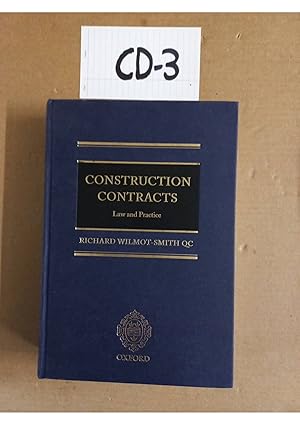 CD-3
CONSTRUCTION
CONTRACTS
Law and Practice
RICHARD WILMOT-SMITH QC
OXFORD